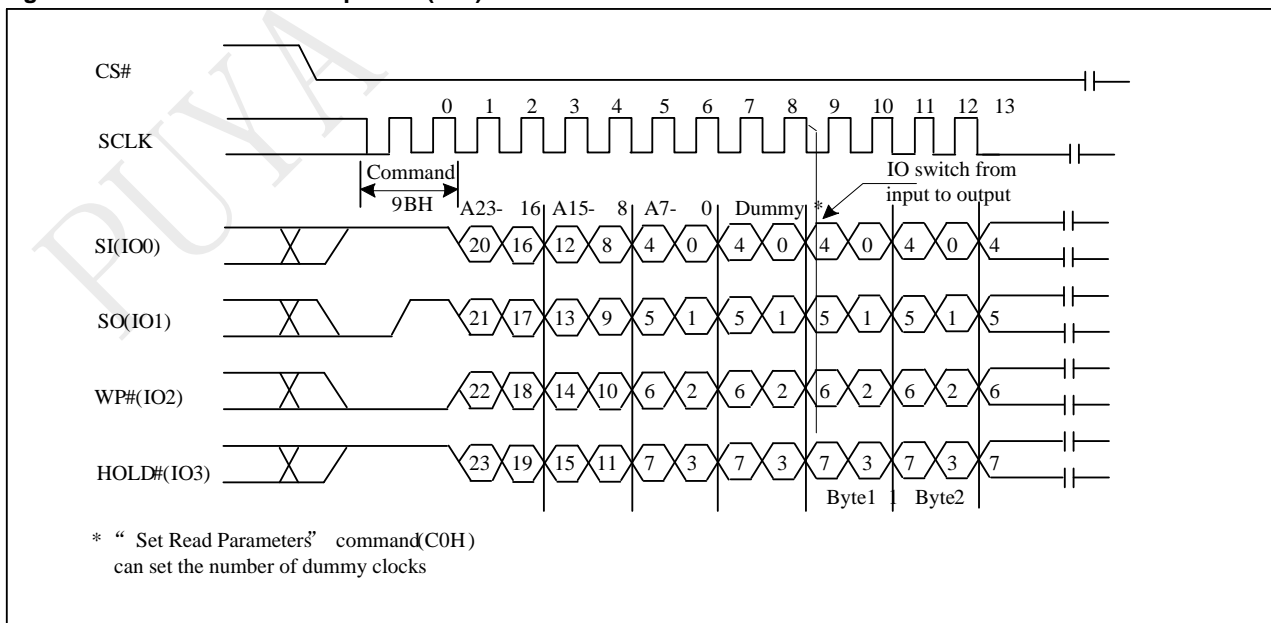 PUYA
CS#
0 1 2 3 4 5 6 7 8 9 10 11 12 13
SCLK
Command
9BH
IO switch from
input to output
A23- 16 A15- 8 A7- 0 Dummy *
SI(IO0) 20 16 12 8 4 0 4 0 4 0 4 0 4
SO(IO1) 21 17 13 9 5 1 5 1 5 1 5 1 5
WP#(IO2) 22 18 14 10 6 2 6 2 6 2 6 2 6
HOLD#(IO3) 23 19 15 11 7 3 7 3 7 3 7 3 7
Byte1 1 Byte2
* “ Set Read Parameters” command(C0H)
can set the number of dummy clocks